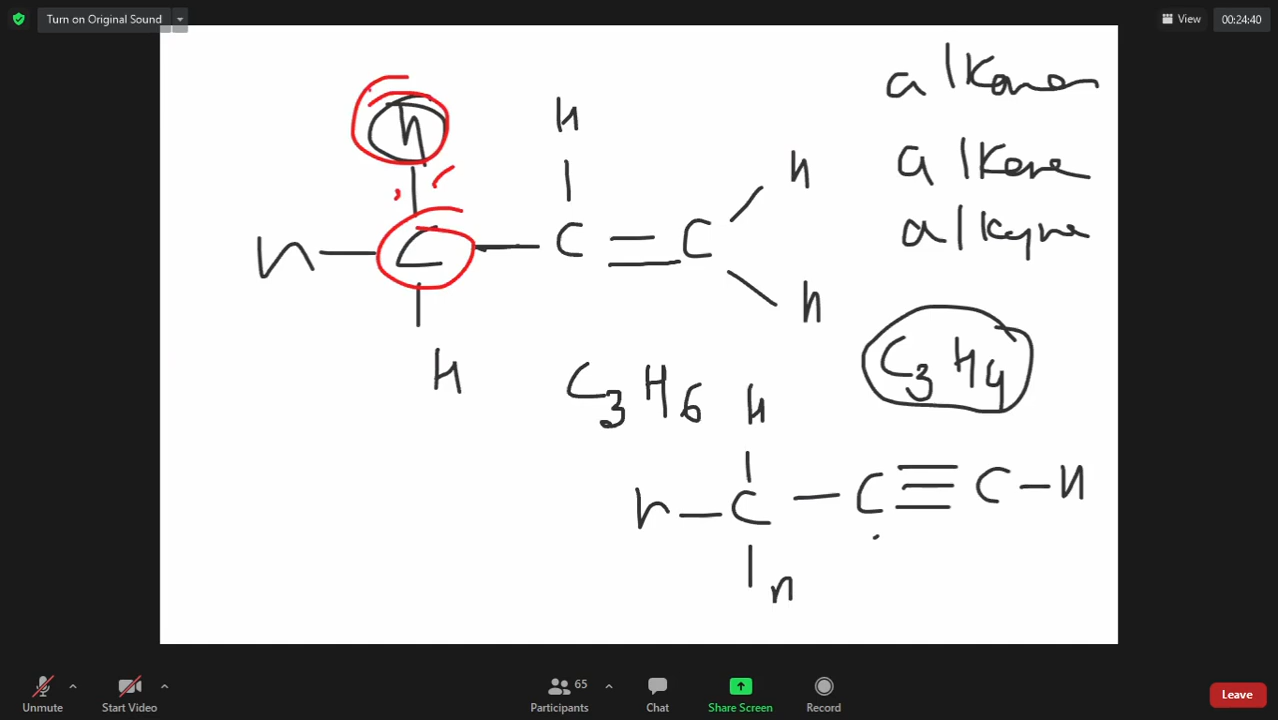 Turn on Original Sound
View
00:24:40
alkanes
alkene
alkyne
H
H
H
H — C — C = C
H
H
C3H6
C3H4
H
H — C — C ≡ C — H
H
Unmute
Start Video
65
Participants
Chat
Share Screen
Record
Leave